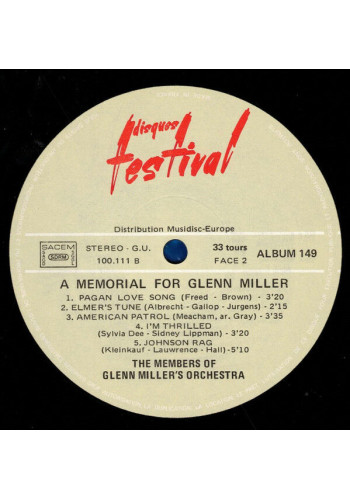 disques
festival
Distribution Musidisc-Europe
SACEM
SDRM
STEREO - G.U.
100.111 B
33 tours
FACE 2
ALBUM 149
A MEMORIAL FOR GLENN MILLER
1. PAGAN LOVE SONG (Freed - Brown) - 3'20
2. ELMER'S TUNE (Albrecht - Gallop - Jurgens) - 2'15
3. AMERICAN PATROL (Meacham, ar. Gray) - 3'35
4. I'M THRILLED
(Sylvia Dee - Sidney Lippman) - 3'20
5. JOHNSON RAG
(Kleinkauf - Lauwrence - Hall) - 5'10
THE MEMBERS OF
GLENN MILLER'S ORCHESTRA